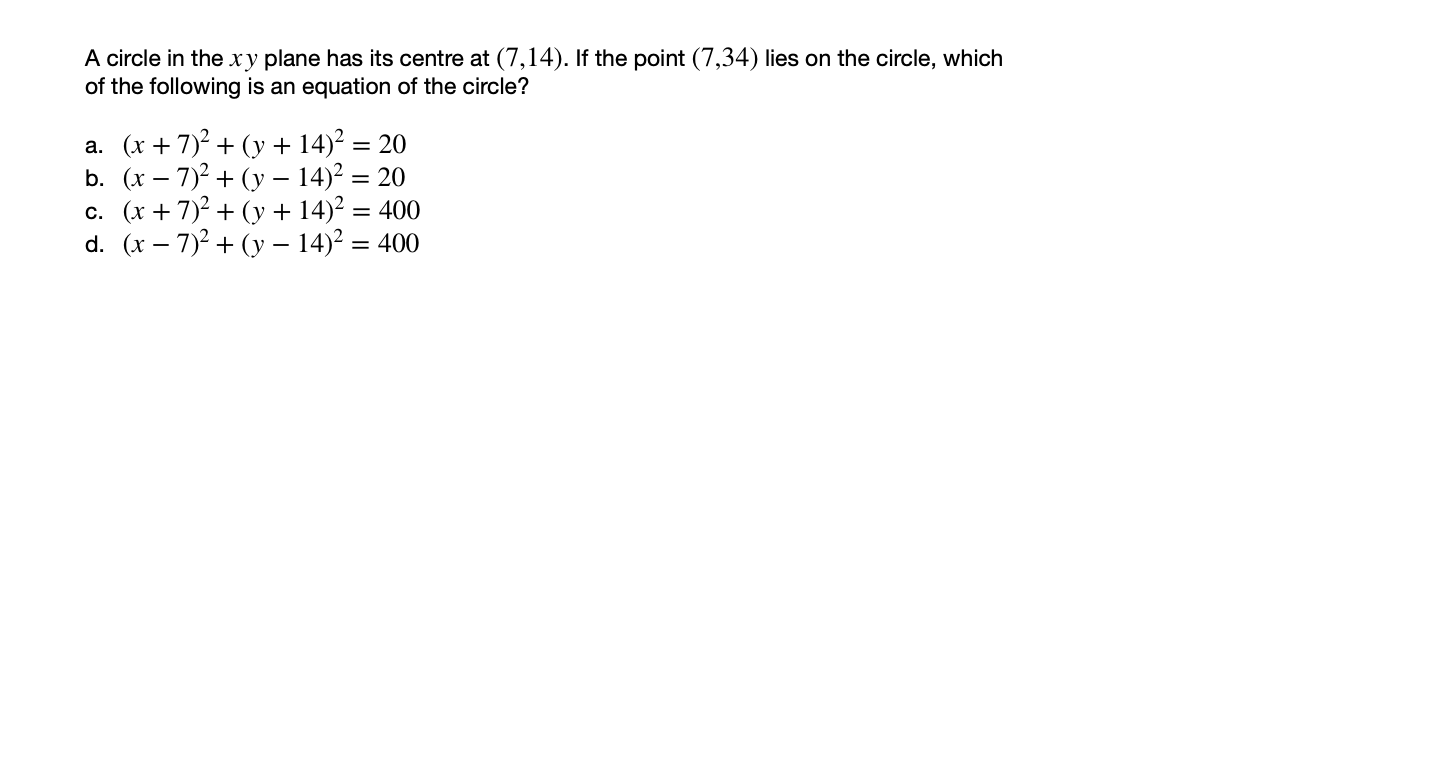 A circle in the xy plane has its centre at (7,14). If the point (7,34) lies on the circle, which
of the following is an equation of the circle?
a. (x + 7)² + (y + 14)² = 20
b. (x − 7)² + (y − 14)² = 20
c. (x + 7)² + (y + 14)² = 400
d. (x − 7)² + (y − 14)² = 400